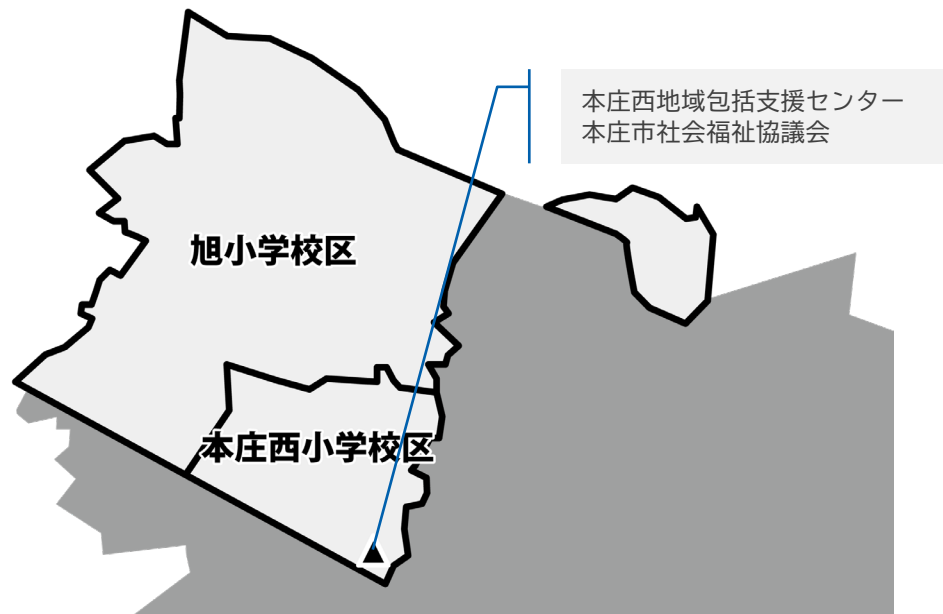 本庄西地域包括支援センター
本庄市社会福祉協議会
旭小学校区
本庄西小学校区